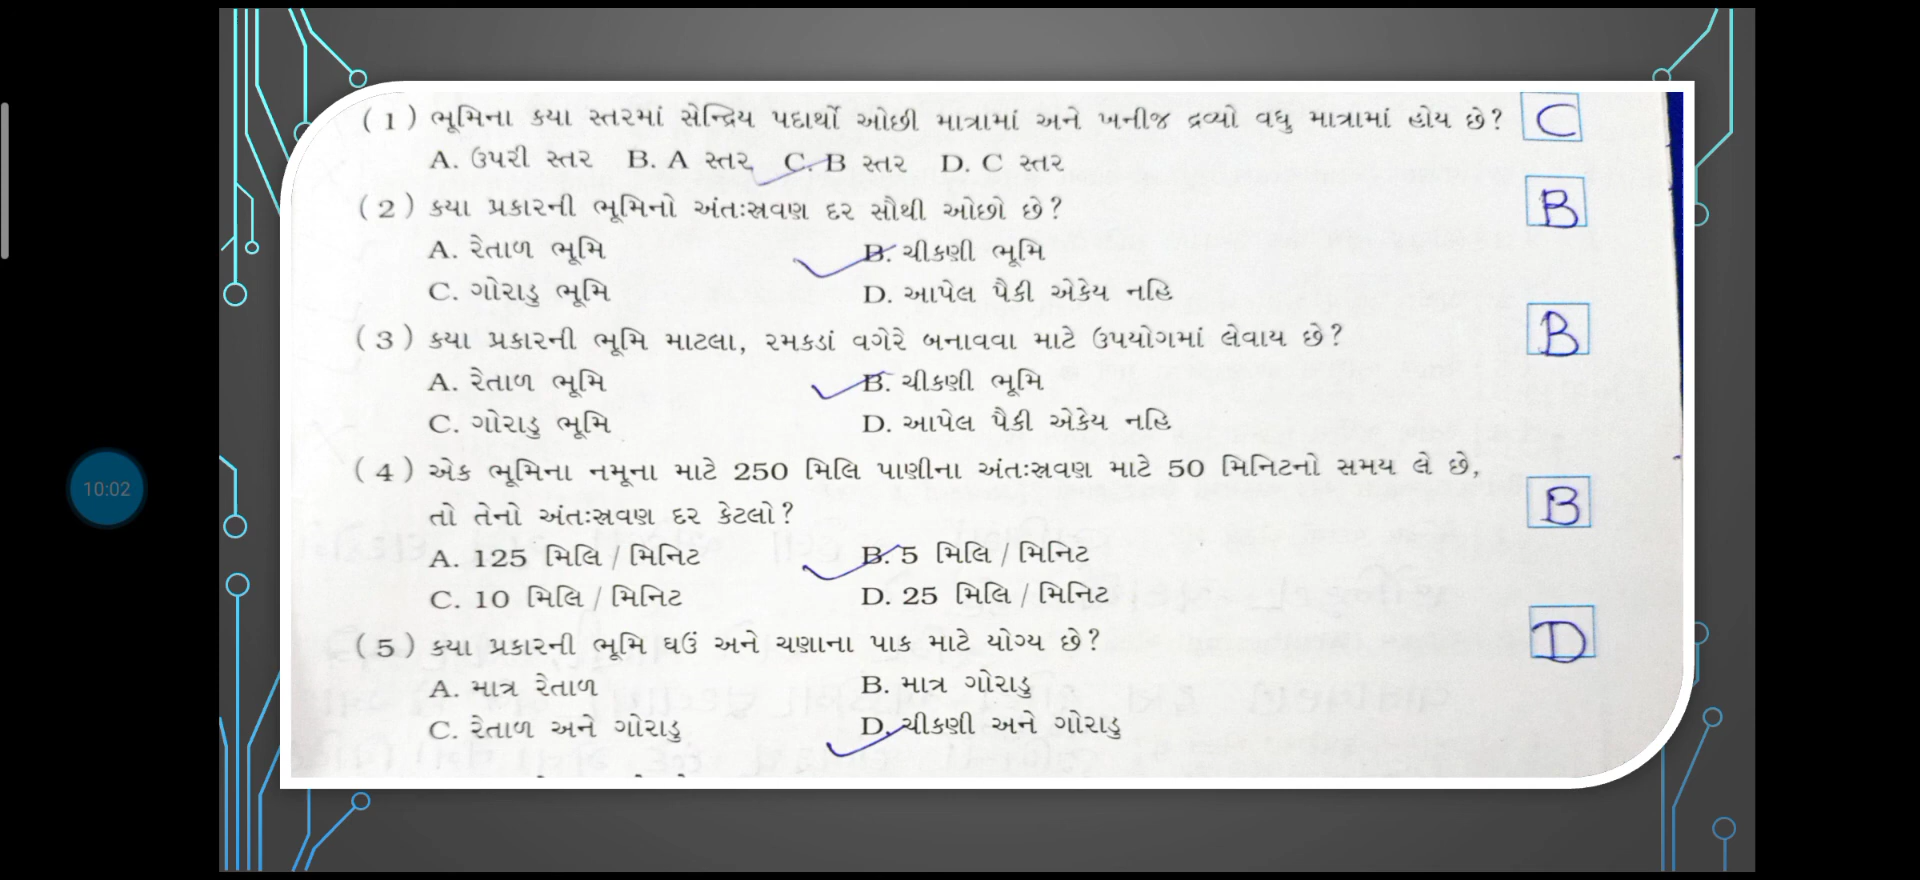 (1) ભૂમિના કયા સ્તરમાં સેન્દ્રિય પદાર્થો ઓછી માત્રામાં અને ખનીજ દ્રવ્યો વધુ માત્રામાં હોય છે? C
A. ઉપરી સ્તર B. A સ્તર C. B સ્તર D. C સ્તર
(2) કયા પ્રકારની ભૂમિનો અંતઃસ્રવણ દર સૌથી ઓછો છે? B
A. રેતાળ ભૂમિ B. ચીકણી ભૂમિ
C. ગોરાડુ ભૂમિ D. આપેલ પૈકી એકેય નહિ
(3) કયા પ્રકારની ભૂમિ માટલા, રમકડાં વગેરે બનાવવા માટે ઉપયોગમાં લેવાય છે? B
A. રેતાળ ભૂમિ B. ચીકણી ભૂમિ
C. ગોરાડુ ભૂમિ D. આપેલ પૈકી એકેય નહિ
(4) એક ભૂમિના નમૂના માટે 250 મિલિ પાણીના અંતઃસ્રવણ માટે 50 મિનિટનો સમય લે છે,
તો તેનો અંતઃસ્રવણ દર કેટલો? B
A. 125 મિલિ / મિનિટ B. 5 મિલિ / મિનિટ
C. 10 મિલિ / મિનિટ D. 25 મિલિ / મિનિટ
10:02
(5) કયા પ્રકારની ભૂમિ ઘઉં અને ચણાના પાક માટે યોગ્ય છે? D
A. માત્ર રેતાળ B. માત્ર ગોરાડુ
C. રેતાળ અને ગોરાડુ D. ચીકણી અને ગોરાડુ